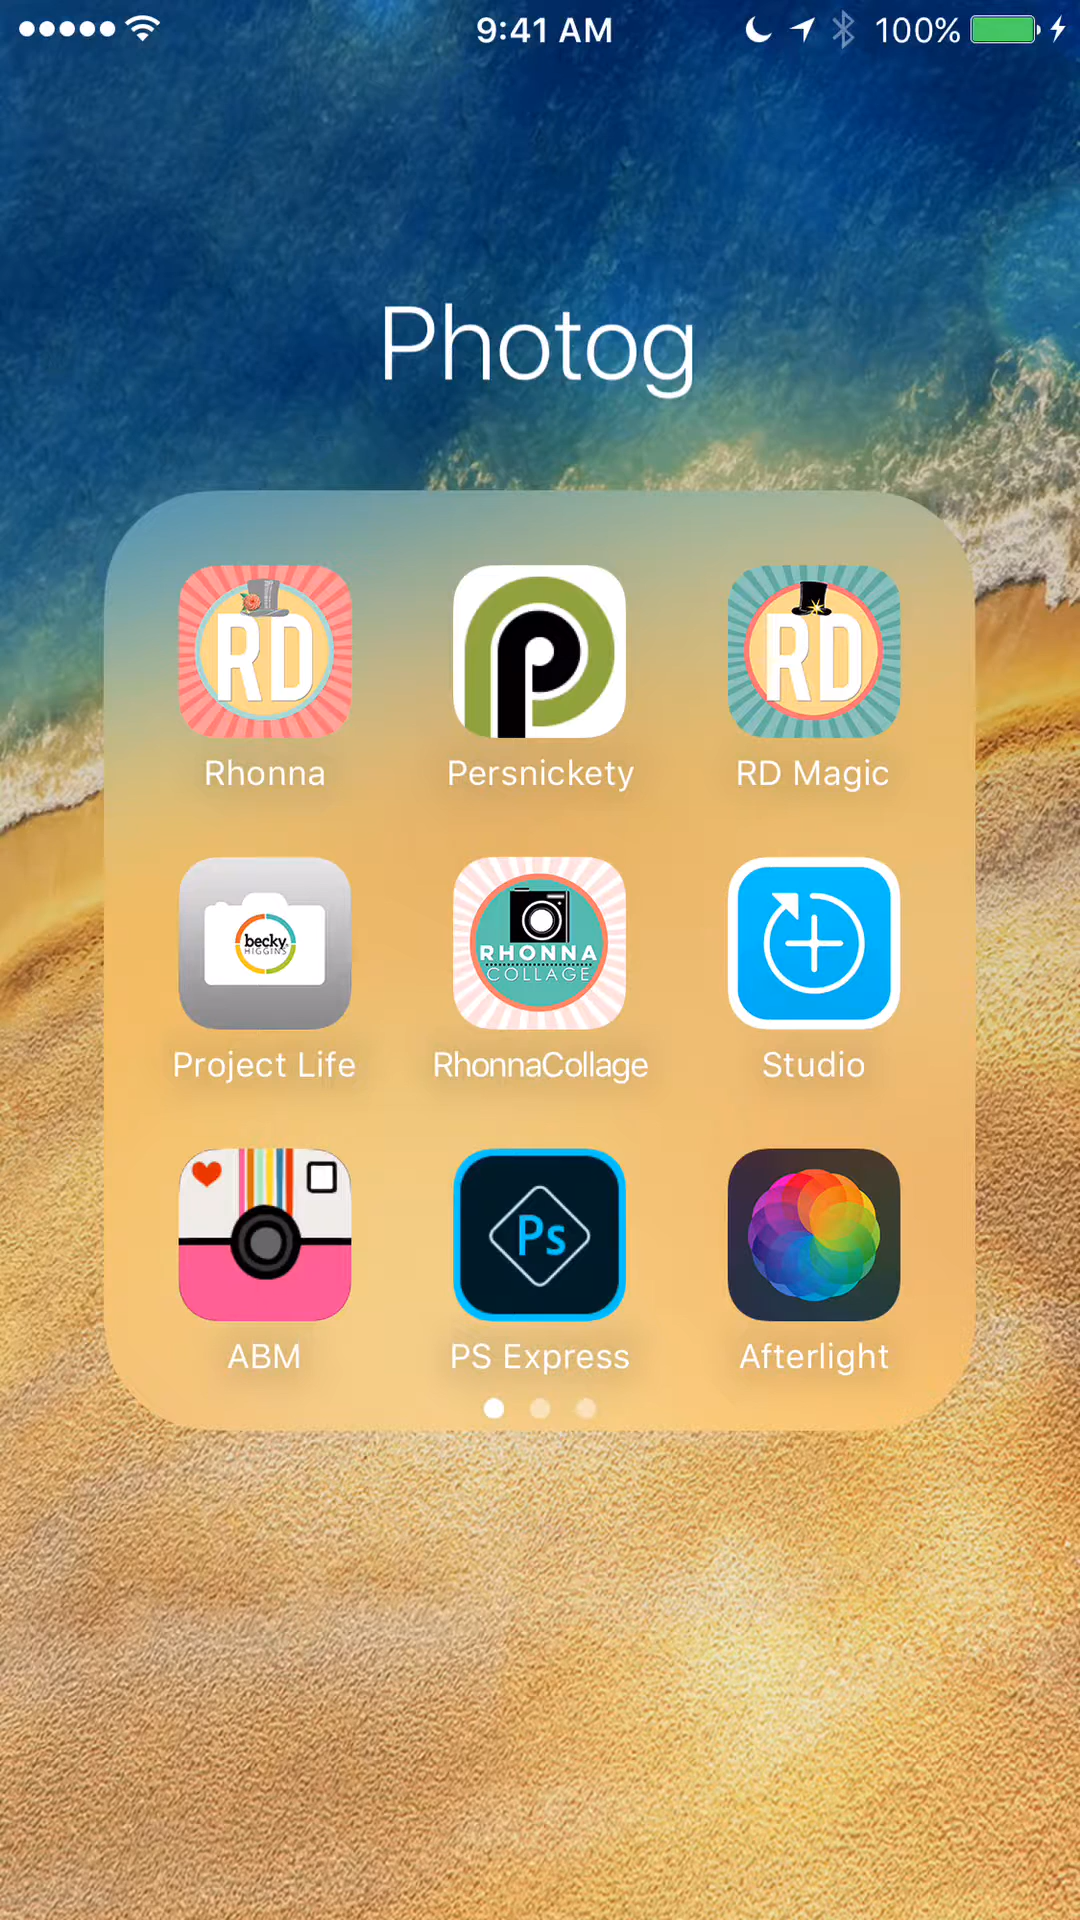 9:41 AM 100%
Photog
RD
RD
Rhonna Persnickety RD Magic
becky
HIGGINS
RHONNA
COLLAGE
Project Life RhonnaCollage Studio
Ps
ABM PS Express Afterlight